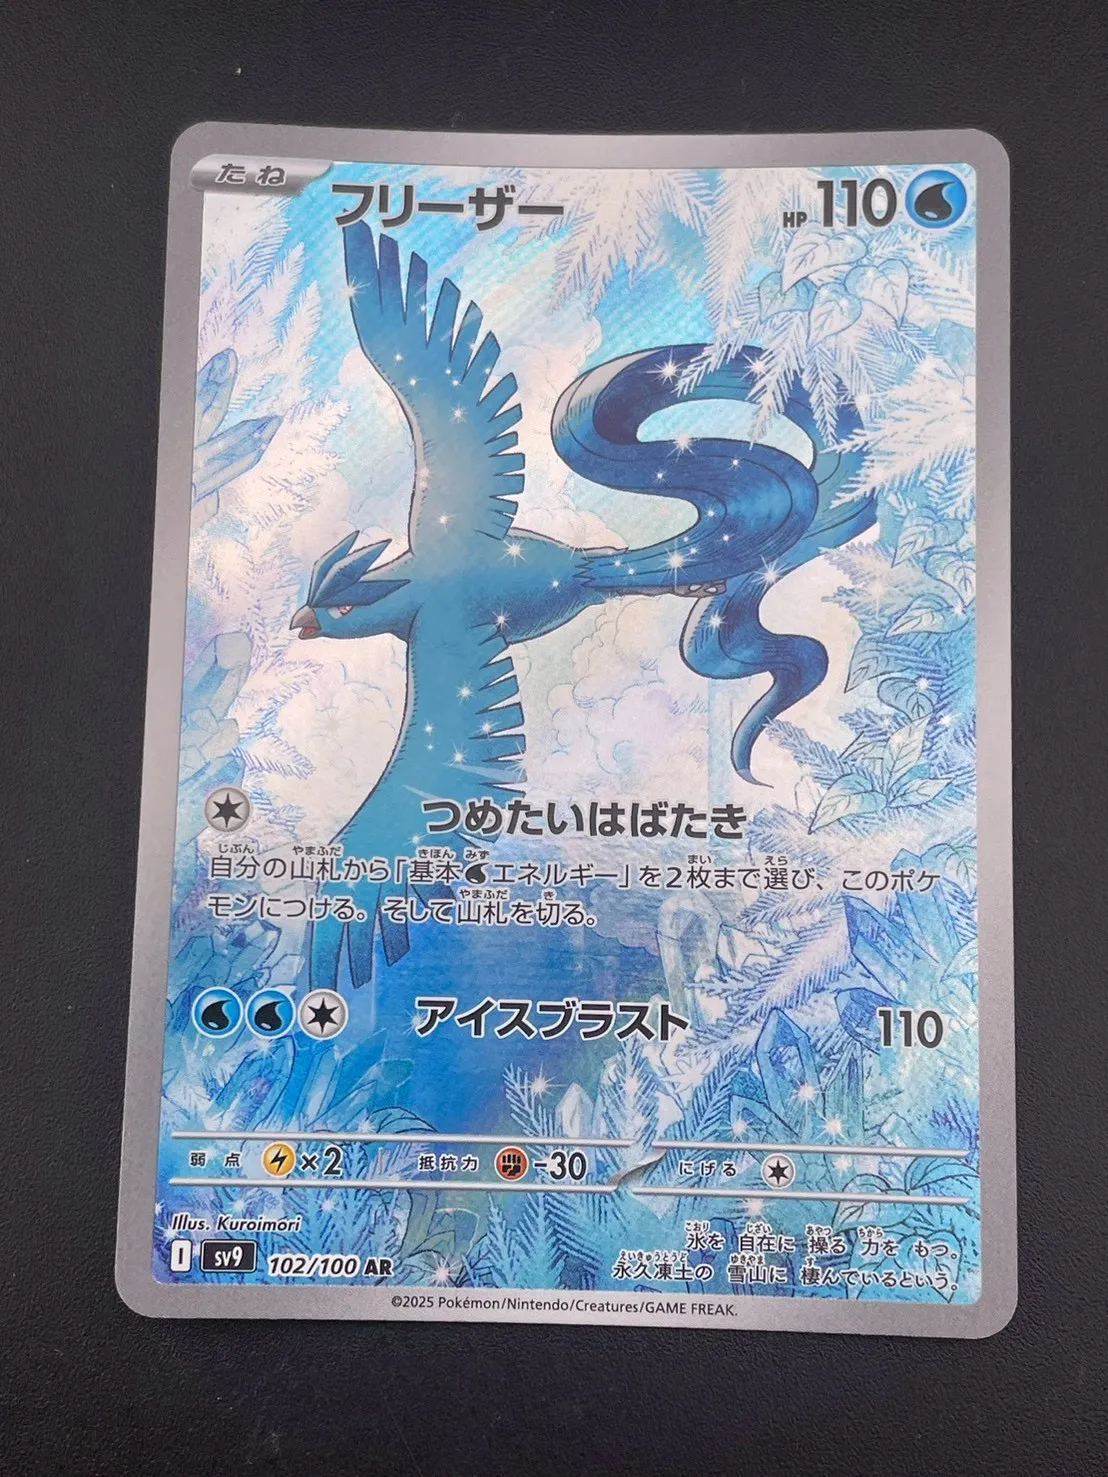 たね
フリーザー
HP 110
つめたいはばたき
自分の山札から「基本エネルギー」を2枚まで選び、このポケ
モンにつける。そして山札を切る。
アイスブラスト 110
弱点 ×2 抵抗力 -30 にげる
Illus. Kuroimori
I sv9 102/100 AR
氷を 自在に 操る 力を もつ。
永久凍土の 雪山に 棲んでいるという。
©2025 Pokémon/Nintendo/Creatures/GAME FREAK.